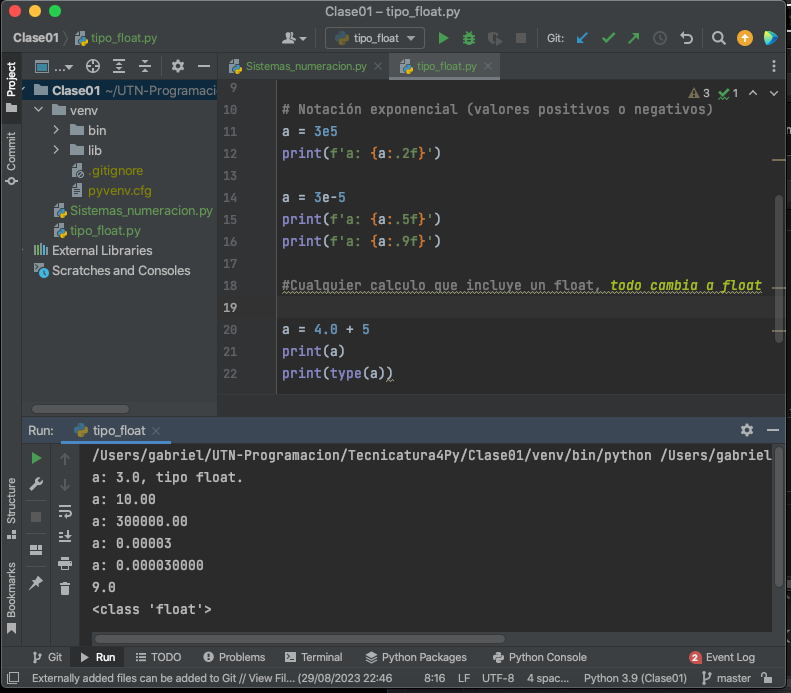 Clase01 – tipo_float.py
Clase01 tipo_float.py tipo_float Git:
Project
Commit
Structure
Bookmarks
... Sistemas_numeracion.py tipo_float.py
Clase01 ~/UTN-Programaci
venv
bin
lib
.gitignore
pyvenv.cfg
Sistemas_numeracion.py
tipo_float.py
External Libraries
Scratches and Consoles
3 1
9
10 # Notación exponencial (valores positivos o negativos)
11 a = 3e5
12 print(f'a: {a:.2f}')
13
14 a = 3e-5
15 print(f'a: {a:.5f}')
16 print(f'a: {a:.9f}')
17
18 #Cualquier calculo que incluye un float, todo cambia a float
19
20 a = 4.0 + 5
21 print(a)
22 print(type(a))
Run: tipo_float
/Users/gabriel/UTN-Programacion/Tecnicatura4Py/Clase01/venv/bin/python /Users/gabriel
a: 3.0, tipo float.
a: 10.00
a: 300000.00
a: 0.00003
a: 0.000030000
9.0
<class 'float'>
Git Run TODO Problems Terminal Python Packages Python Console 2 Event Log
Externally added files can be added to Git // View Fil... (29/08/2023 22:46 8:16 LF UTF-8 4 spac... Python 3.9 (Clase01) master